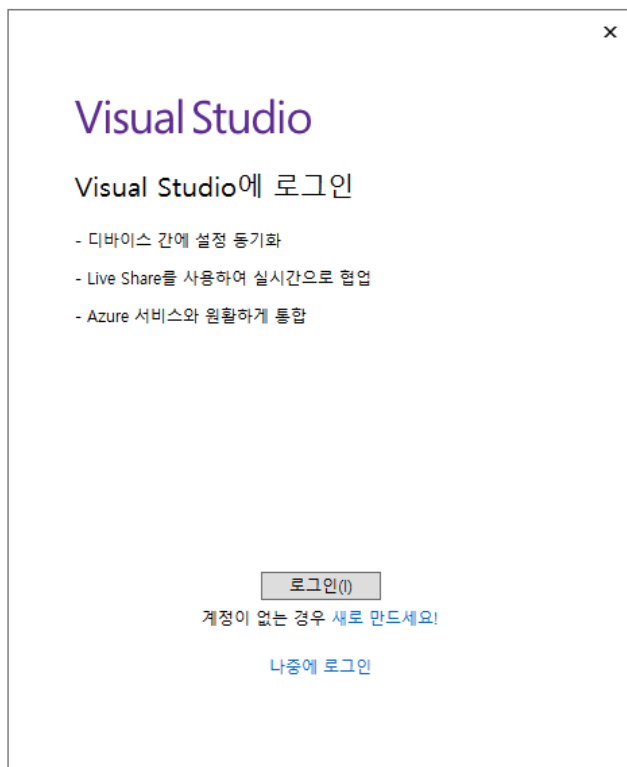 Visual Studio
Visual Studio에 로그인
- 디바이스 간에 설정 동기화
- Live Share를 사용하여 실시간으로 협업
- Azure 서비스와 원활하게 통합
로그인(I)
계정이 없는 경우 새로 만드세요!
나중에 로그인